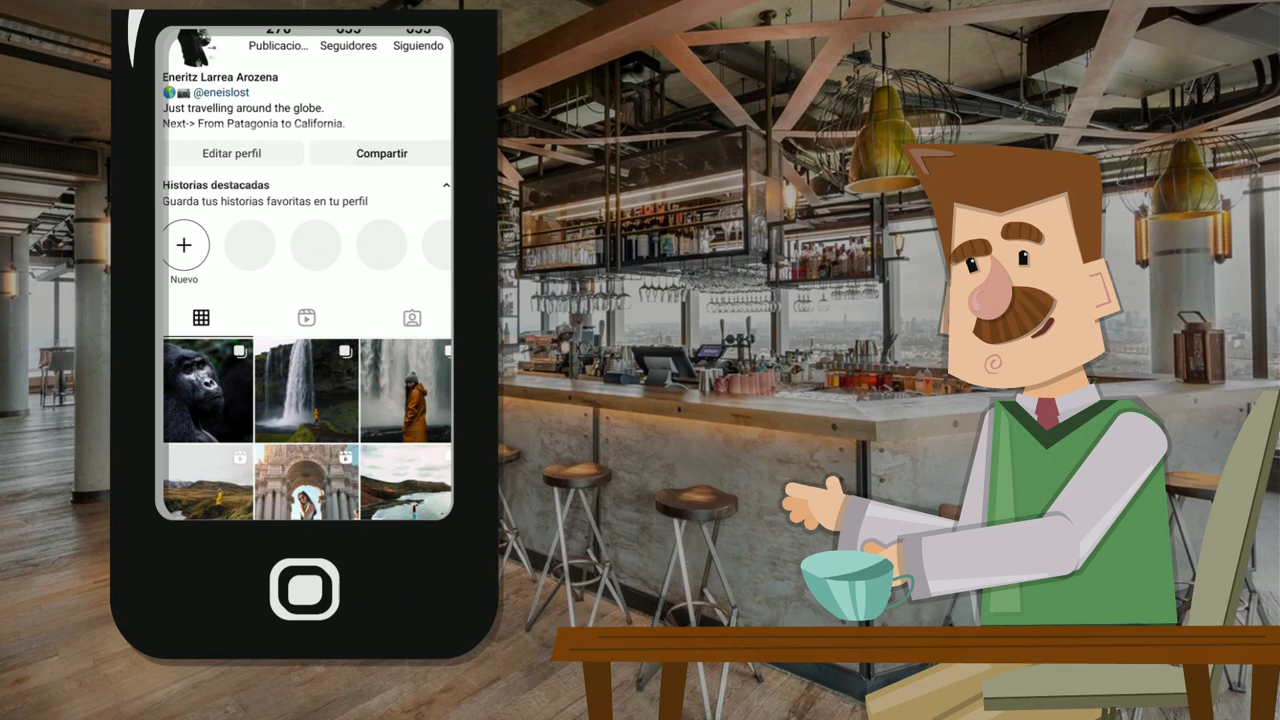 Publicacio... Seguidores Siguiendo
Eneritz Larrea Arozena
@eneislost
Just travelling around the globe.
Next-> From Patagonia to California.
Editar perfil Compartir
Historias destacadas
Guarda tus historias favoritas en tu perfil
Nuevo